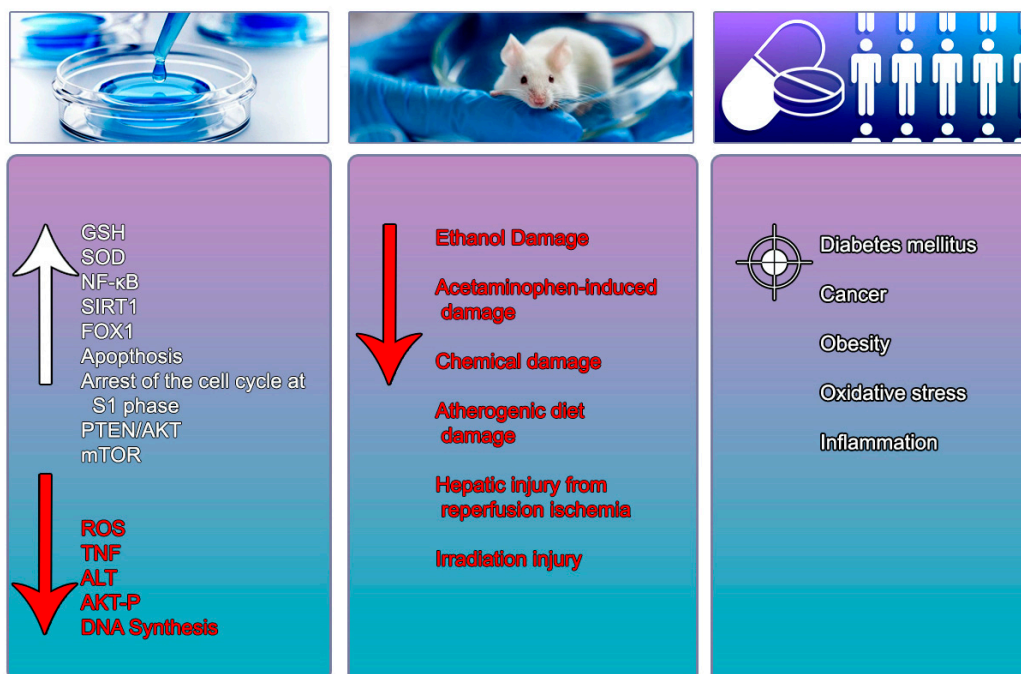 GSH
SOD
NF-κB
SIRT1
FOX1
Apopthosis
Arrest of the cell cycle at
S1 phase
PTEN/AKT
mTOR
ROS
TNF
ALT
AKT-P
DNA Synthesis
Ethanol Damage
Acetaminophen-induced
damage
Chemical damage
Atherogenic diet
damage
Hepatic injury from
reperfusion ischemia
Irradiation injury
Diabetes mellitus
Cancer
Obesity
Oxidative stress
Inflammation